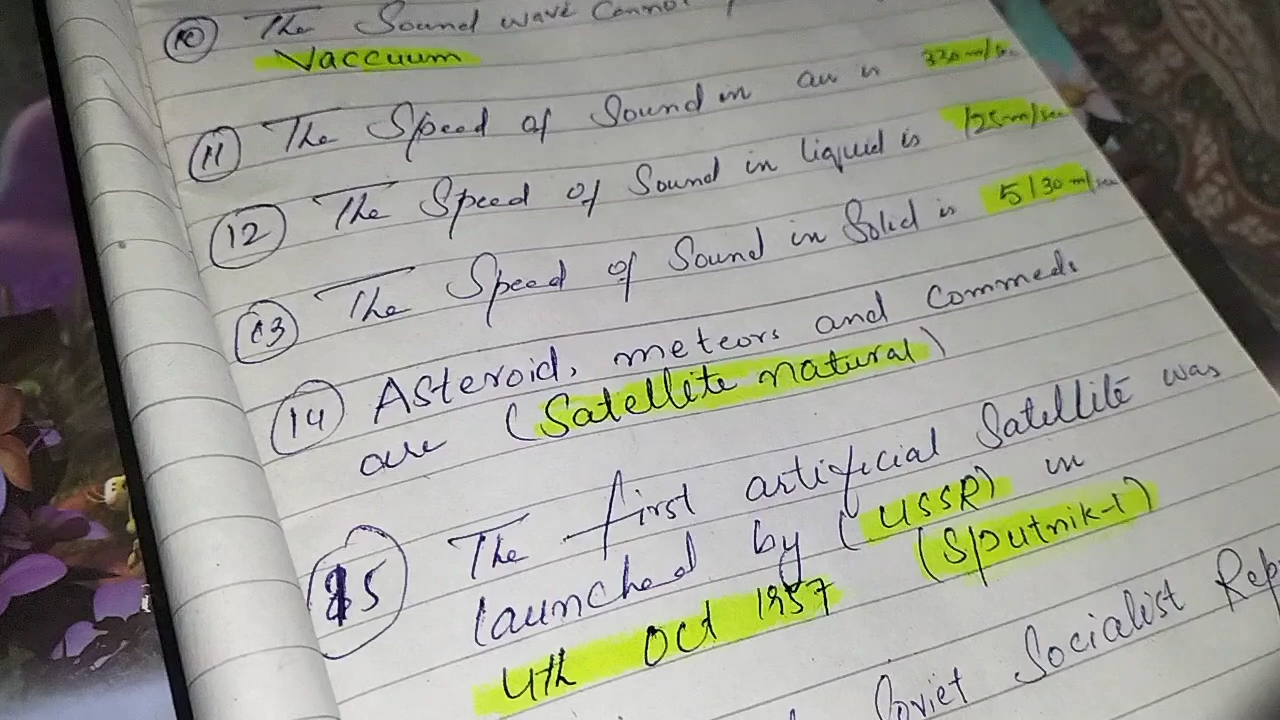 10 The Sound wave cannot
Vaccuum
11 The Speed of Sound in air is 330 m/sec
12 The Speed of Sound in liquid is 125m/sec
13 The Speed of Sound in Solid is 5130 m/sec
14 Asteroid, meteors and commeds
are (Satellite natural)
15 The first artificial Satellite was
launched by (USSR) in
4th Oct 1957 (Sputnik-1)
Soviet Socialist Rep